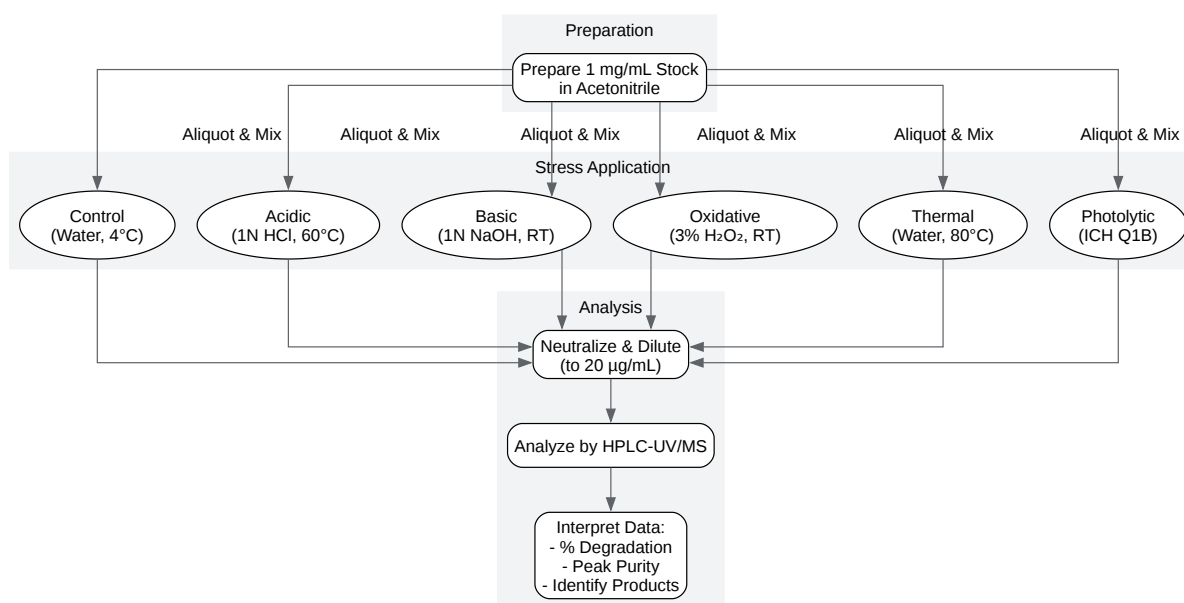 Preparation
Prepare 1 mg/mL Stock
in Acetonitrile
Aliquot & Mix
Aliquot & Mix
Aliquot & Mix
Aliquot & Mix
Aliquot & Mix
Aliquot & Mix
Stress Application
Control
(Water, 4°C)
Acidic
(1N HCl, 60°C)
Basic
(1N NaOH, RT)
Oxidative
(3% H₂O₂, RT)
Thermal
(Water, 80°C)
Photolytic
(ICH Q1B)
Analysis
Neutralize & Dilute
(to 20 µg/mL)
Analyze by HPLC-UV/MS
Interpret Data:
- % Degradation
- Peak Purity
- Identify Products